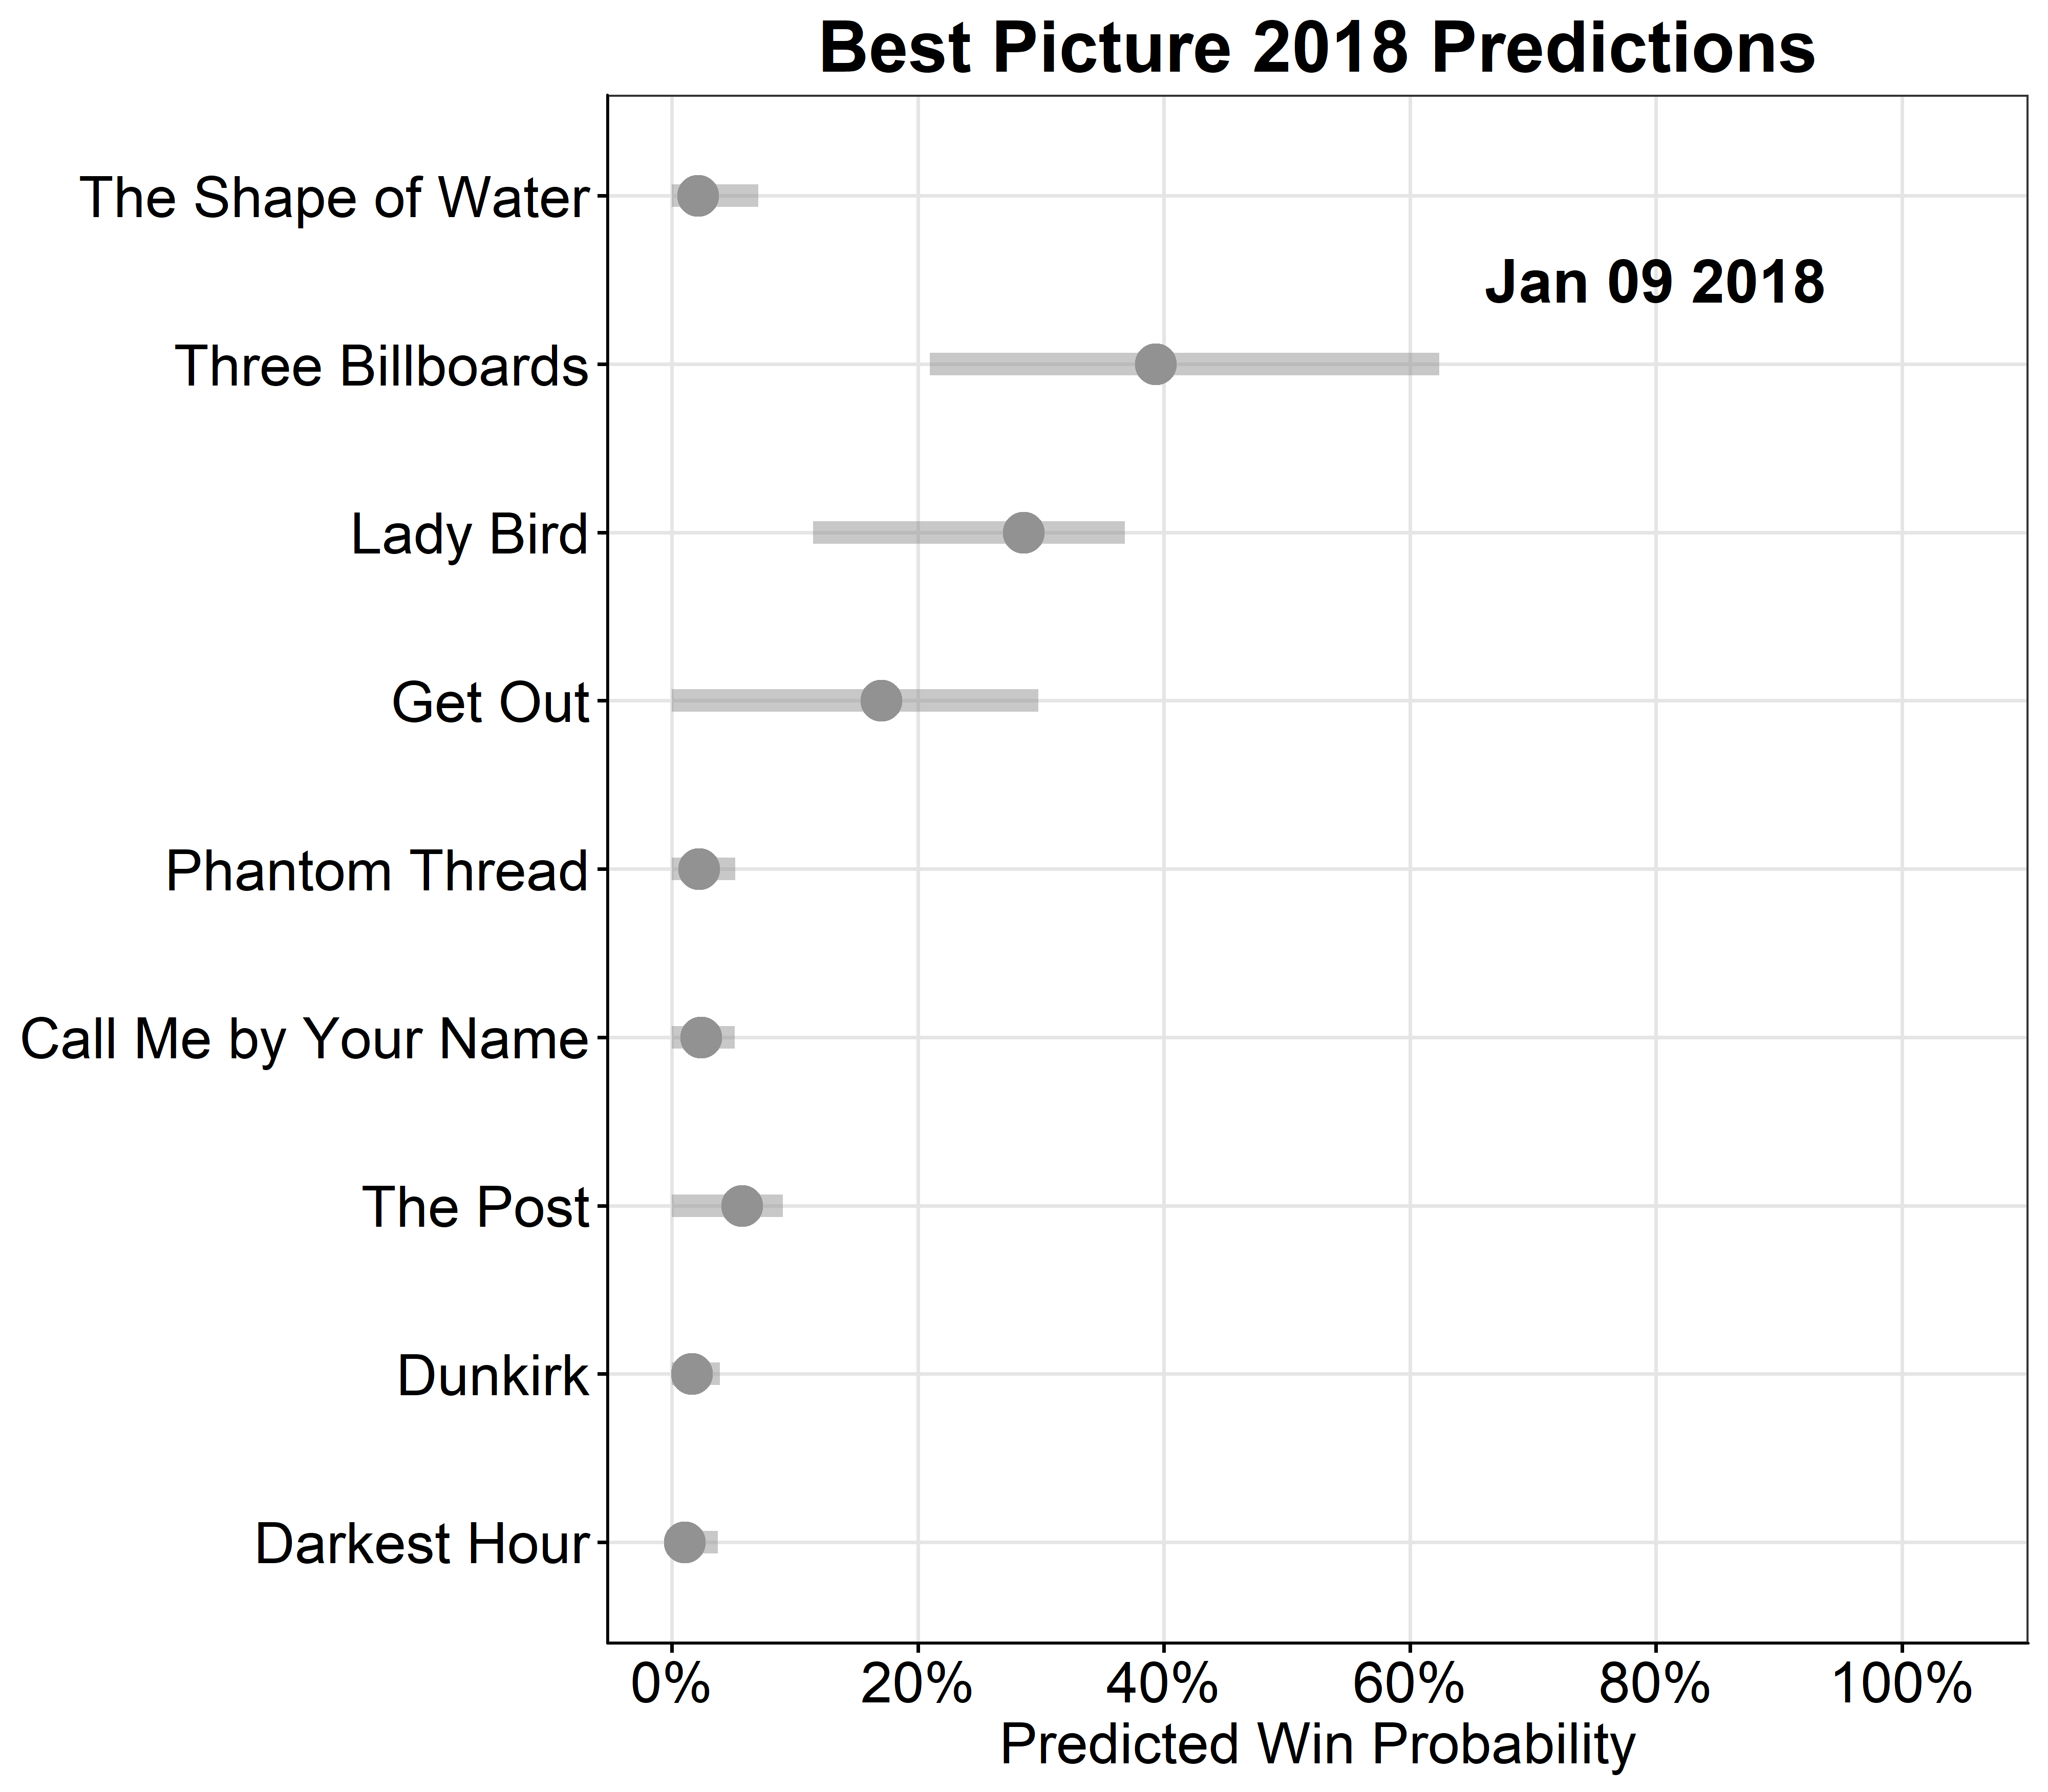 Best Picture 2018 Predictions
The Shape of Water
Jan 09 2018
Three Billboards
Lady Bird
Get Out
Phantom Thread
Call Me by Your Name
The Post
Dunkirk
Darkest Hour
0% 20% 40% 60% 80% 100%
Predicted Win Probability